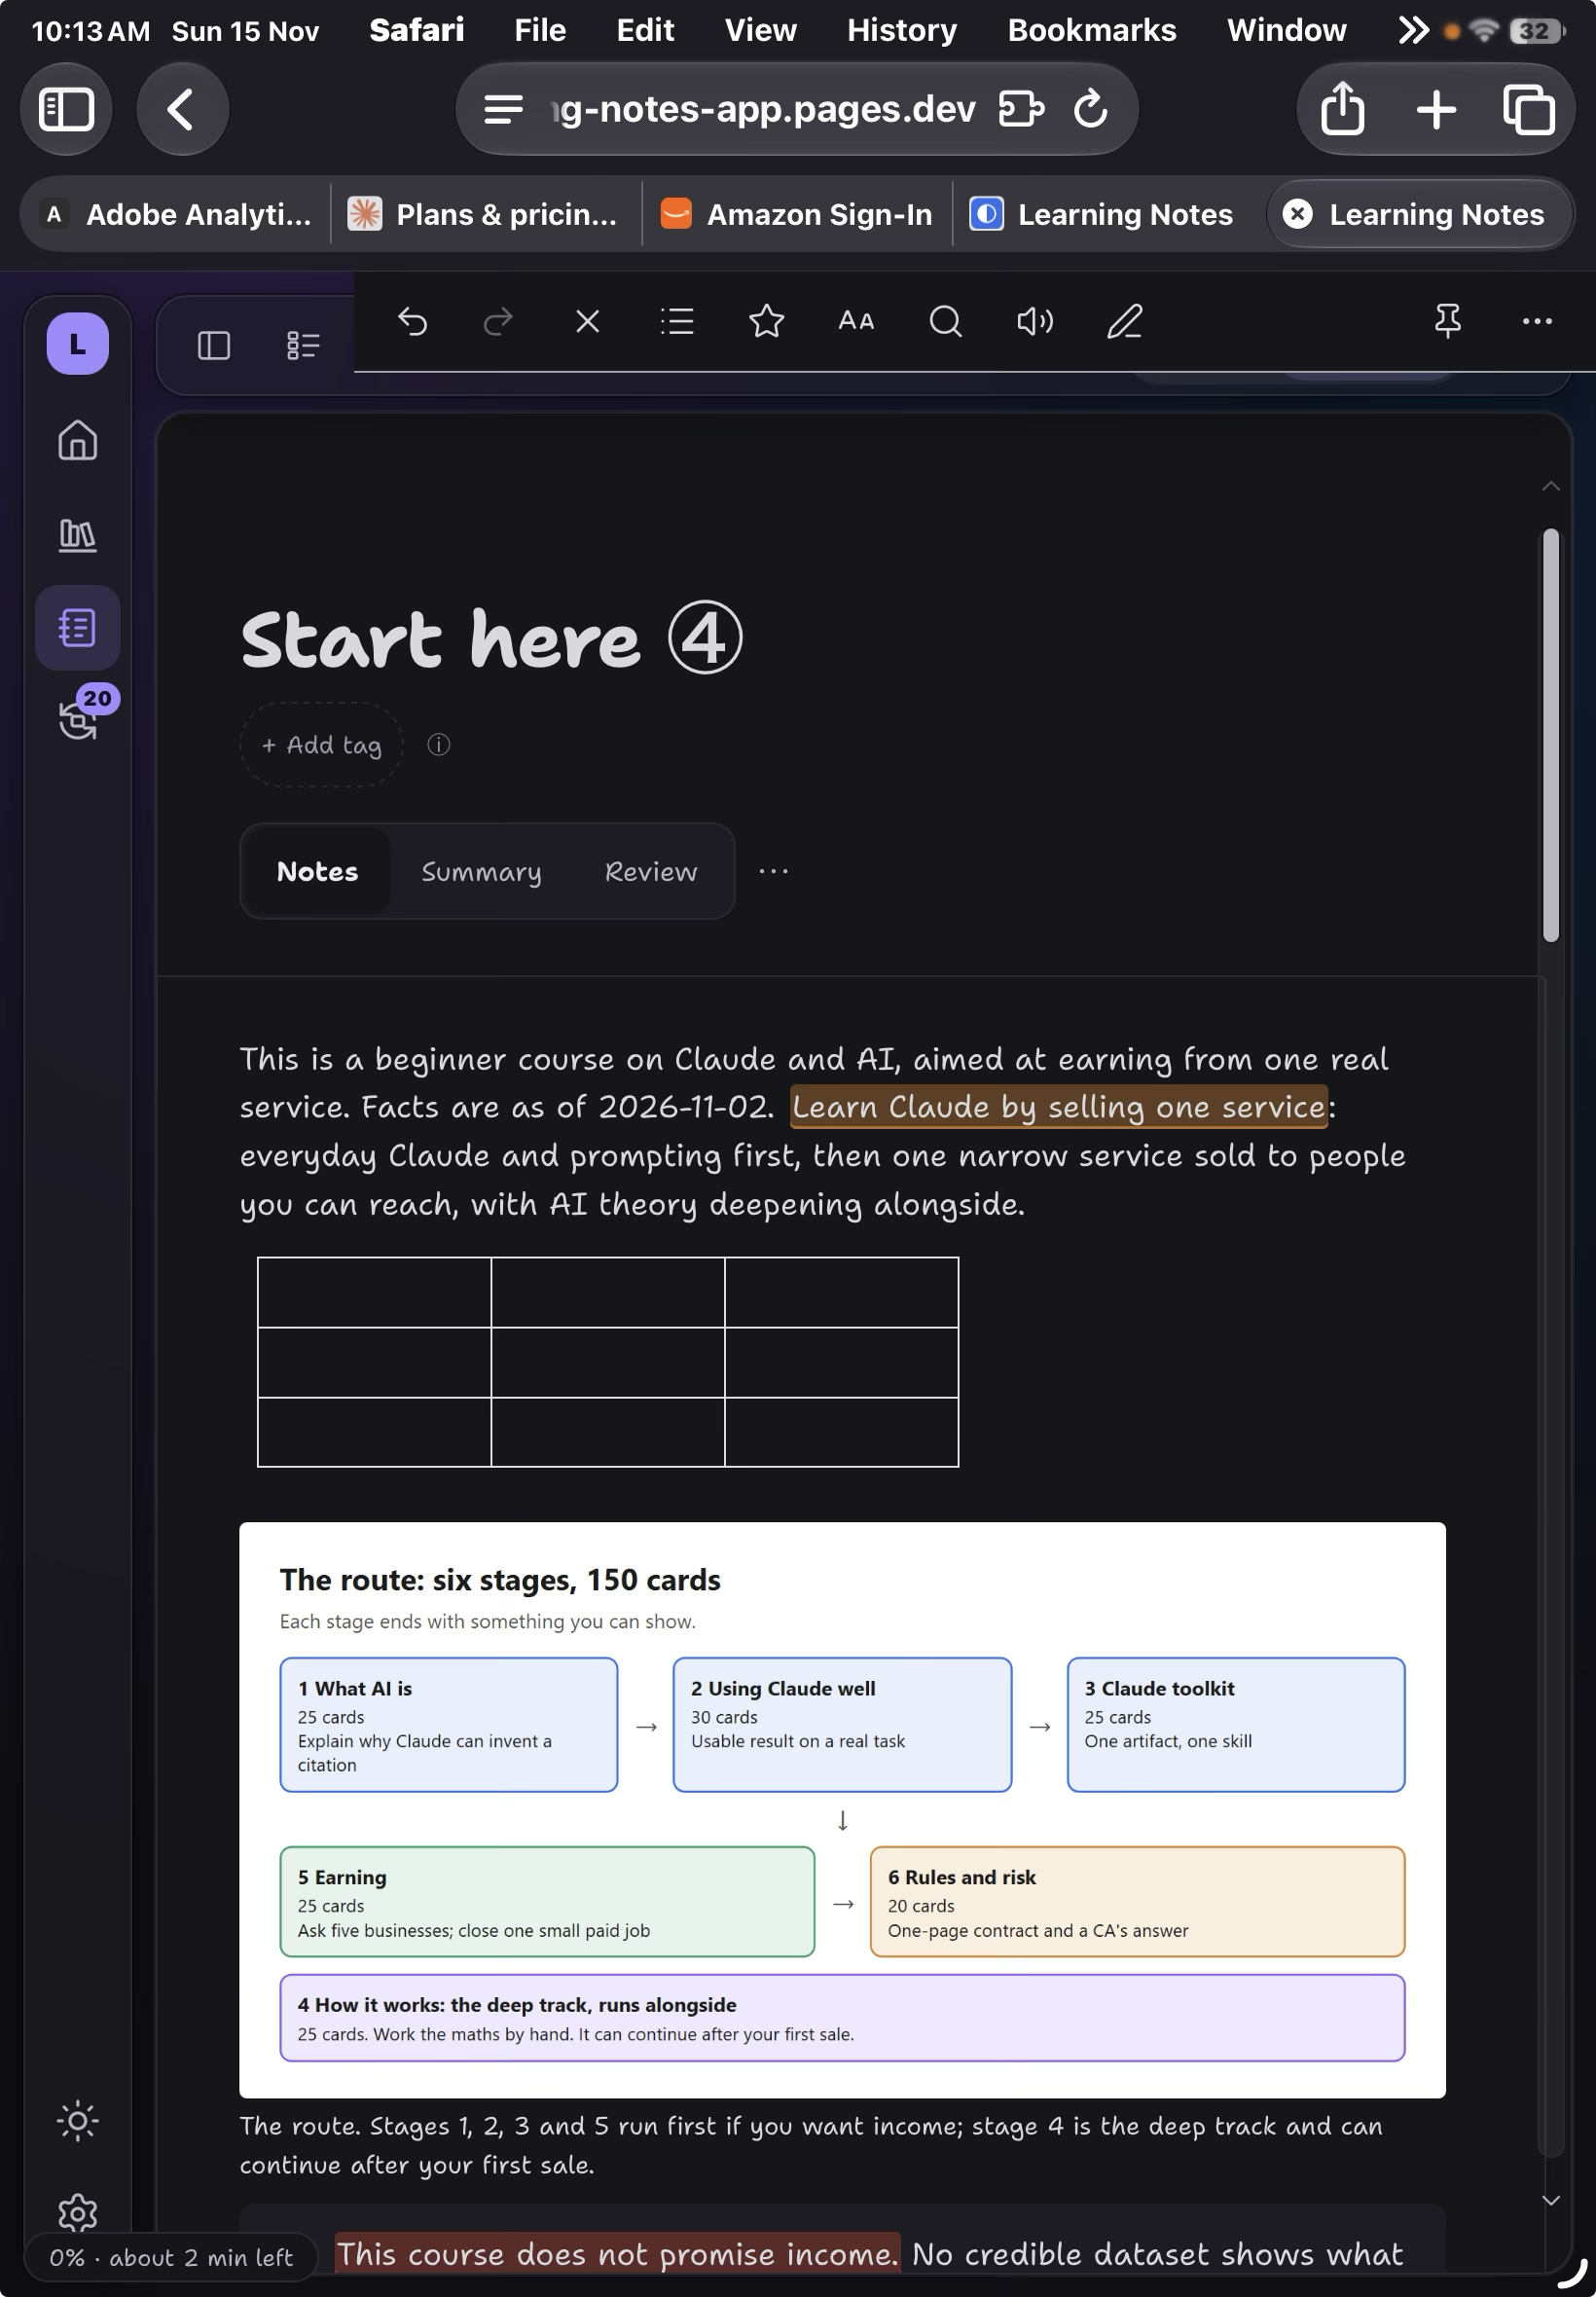 10:13 AM Sun 15 Nov Safari File Edit View History Bookmarks Window 32
g-notes-app.pages.dev
A Adobe Analyti... Plans & pricin... Amazon Sign-In Learning Notes Learning Notes
L
AA
20
Start here ④
+ Add tag
Notes Summary Review
This is a beginner course on Claude and AI, aimed at earning from one real
service. Facts are as of 2026-11-02. Learn Claude by selling one service:
everyday Claude and prompting first, then one narrow service sold to people
you can reach, with AI theory deepening alongside.
The route: six stages, 150 cards
Each stage ends with something you can show.
1 What AI is
25 cards
Explain why Claude can invent a
citation
2 Using Claude well
30 cards
Usable result on a real task
3 Claude toolkit
25 cards
One artifact, one skill
5 Earning
25 cards
Ask five businesses; close one small paid job
6 Rules and risk
20 cards
One-page contract and a CA's answer
4 How it works: the deep track, runs alongside
25 cards. Work the maths by hand. It can continue after your first sale.
The route. Stages 1, 2, 3 and 5 run first if you want income; stage 4 is the deep track and can
continue after your first sale.
This course does not promise income. No credible dataset shows what
0% · about 2 min left